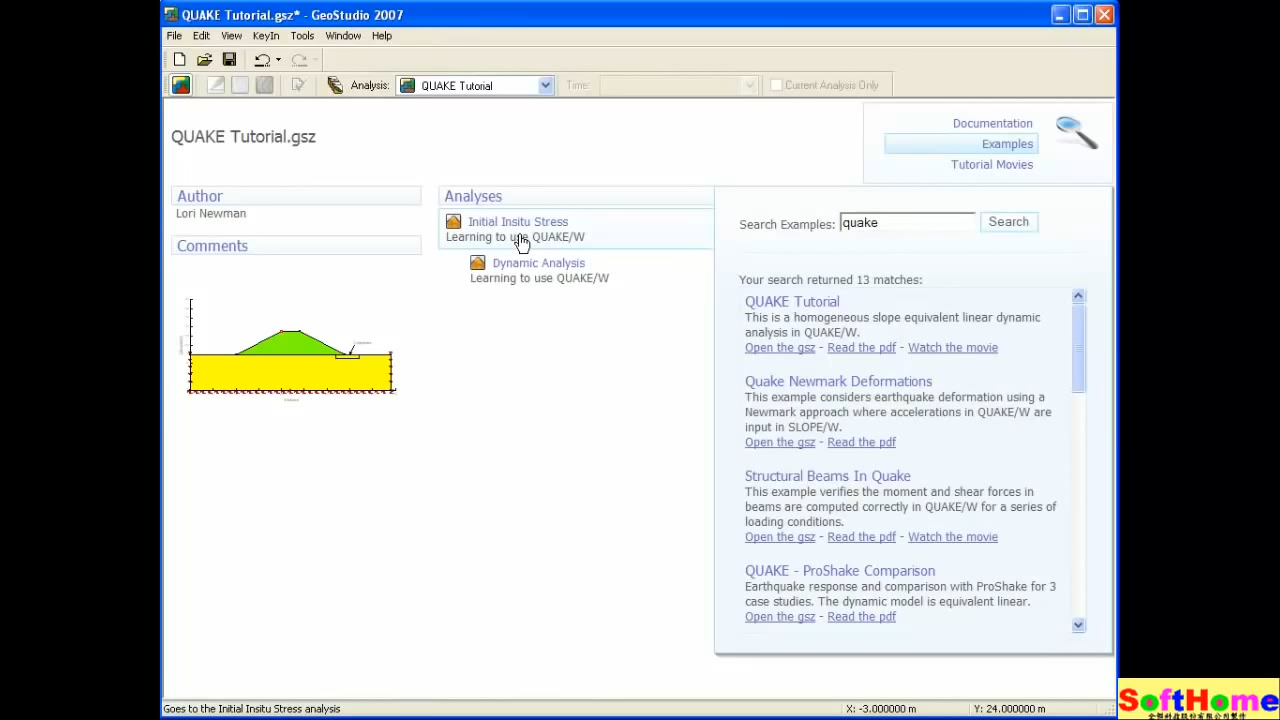 QUAKE Tutorial.gsz* - GeoStudio 2007
File Edit View KeyIn Tools Window Help
Analysis: QUAKE Tutorial Time: Current Analysis Only
QUAKE Tutorial.gsz
Documentation
Examples
Tutorial Movies
Author
Lori Newman
Comments
Analyses
Initial Insitu Stress
Learning to use QUAKE/W
Dynamic Analysis
Learning to use QUAKE/W
Search Examples: quake Search
Your search returned 13 matches:
QUAKE Tutorial
This is a homogeneous slope equivalent linear dynamic
analysis in QUAKE/W.
Open the gsz - Read the pdf - Watch the movie
Quake Newmark Deformations
This example considers earthquake deformation using a
Newmark approach where accelerations in QUAKE/W are
input in SLOPE/W.
Open the gsz - Read the pdf
Structural Beams In Quake
This example verifies the moment and shear forces in
beams are computed correctly in QUAKE/W for a series of
loading conditions.
Open the gsz - Read the pdf - Watch the movie
QUAKE - ProShake Comparison
Earthquake response and comparison with ProShake for 3
case studies. The dynamic model is equivalent linear.
Open the gsz - Read the pdf
Goes to the Initial Insitu Stress analysis
X: -3.000000 m Y: 24.000000 m
SoftHome